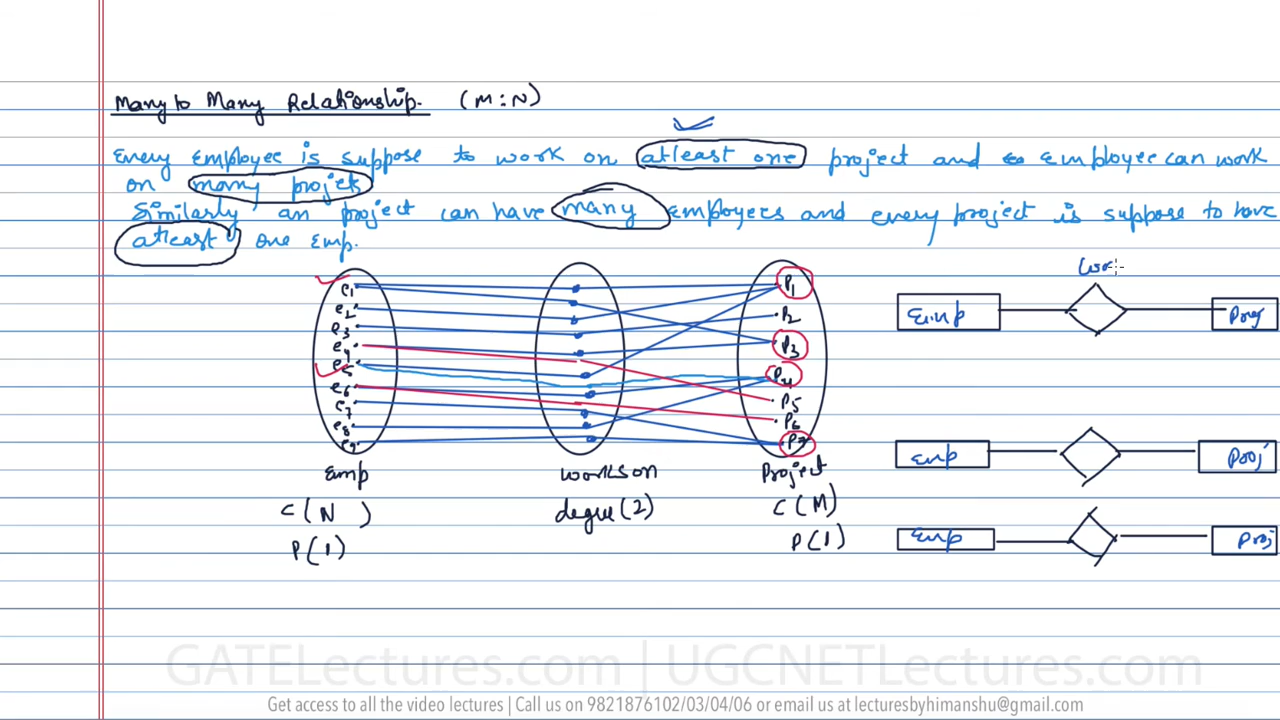 Many to Many Relationship. (M:N)
Every employee is suppose to work on atleast one project and employee can work
on many projek
Similarly an project can have many employees and every project is suppose to have
atleast one Emp.
e1
e2
e3
e4
e5
e6
e7
e8
e9
P1
P2
P3
P4
P5
P6
P7
Emp workson Project
C(N) degree(2) C(M)
P(1) P(1)
Wor
Emp Proj
Emp Proj
Emp Proj
GATELectures.com | UGCNETLectures.com
Get access to all the video lectures | Call us on 9821876102/03/04/06 or email at lecturesbyhimanshu@gmail.com